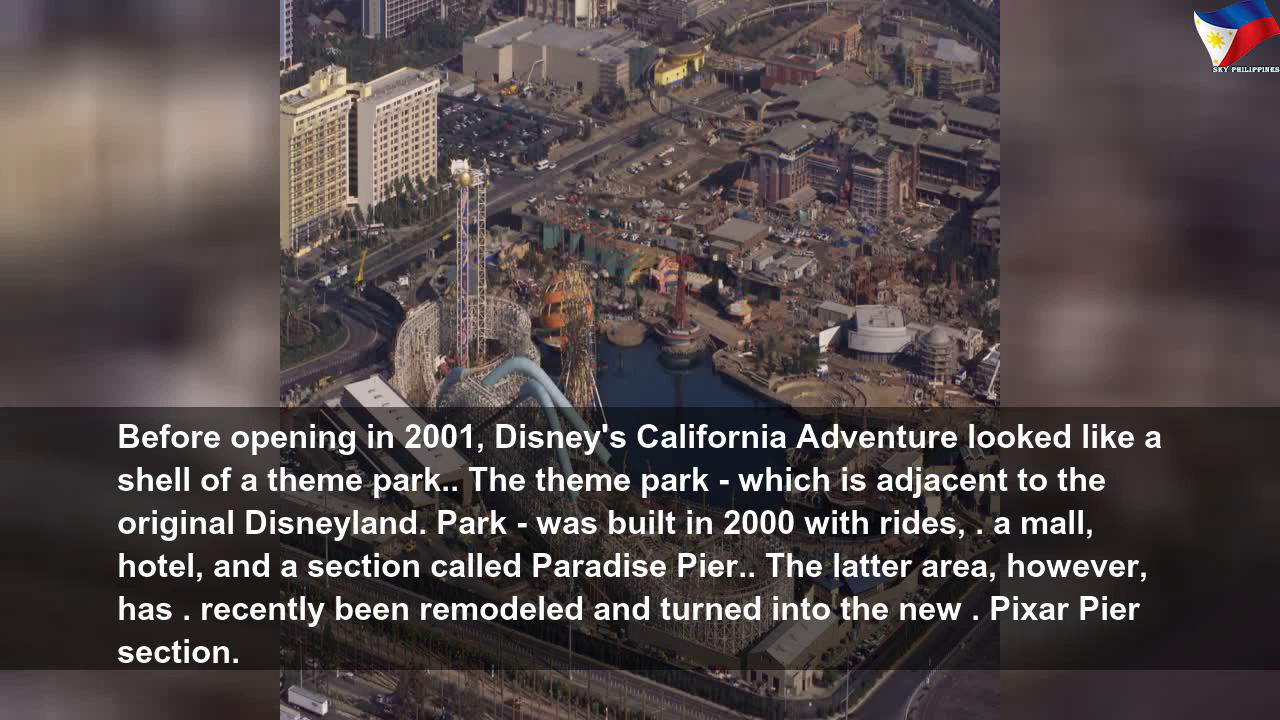 SKY PHILIPPINES
Before opening in 2001, Disney's California Adventure looked like a
shell of a theme park.. The theme park - which is adjacent to the
original Disneyland. Park - was built in 2000 with rides, . a mall,
hotel, and a section called Paradise Pier.. The latter area, however,
has . recently been remodeled and turned into the new . Pixar Pier
section.